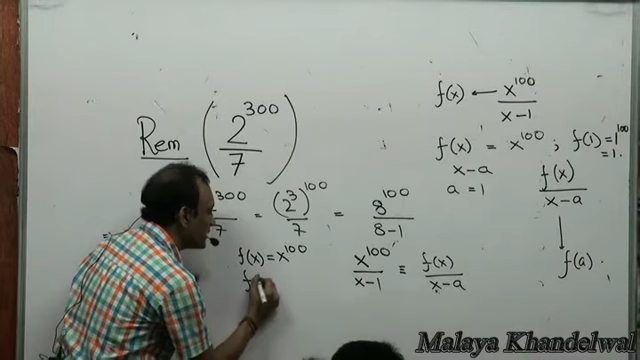 Rem (2^300/7)
f(x) ← x^100/(x-1)
f(x) = x^100 ; f(1) = 1^100
= 1.
x-a
a = 1
f(x)/(x-a)
↓
f(a).
300/7 = (2^3)^100/7 = 8^100/(8-1)
f(x) = x^100
f
x^100/(x-1) ≡ f(x)/(x-a)
Malaya Khandelwal